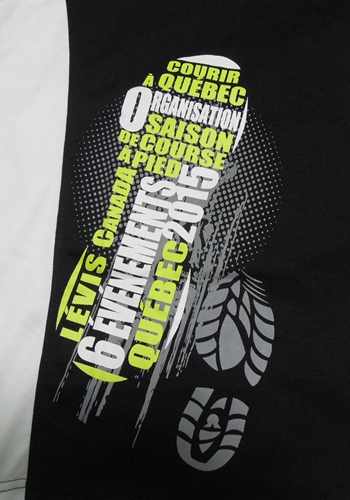 COURIR
À QUÉBEC
ORGANISATION
SAISON
DE COURSE
À PIED
LÉVIS CANADA
6 ÉVÉNEMENTS
QUÉBEC 2015